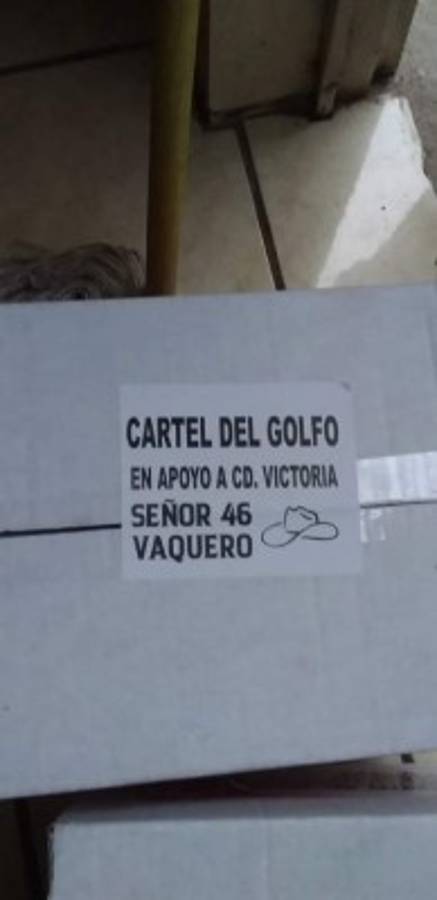 CARTEL DEL GOLFO
EN APOYO A CD. VICTORIA
SEÑOR 46
VAQUERO